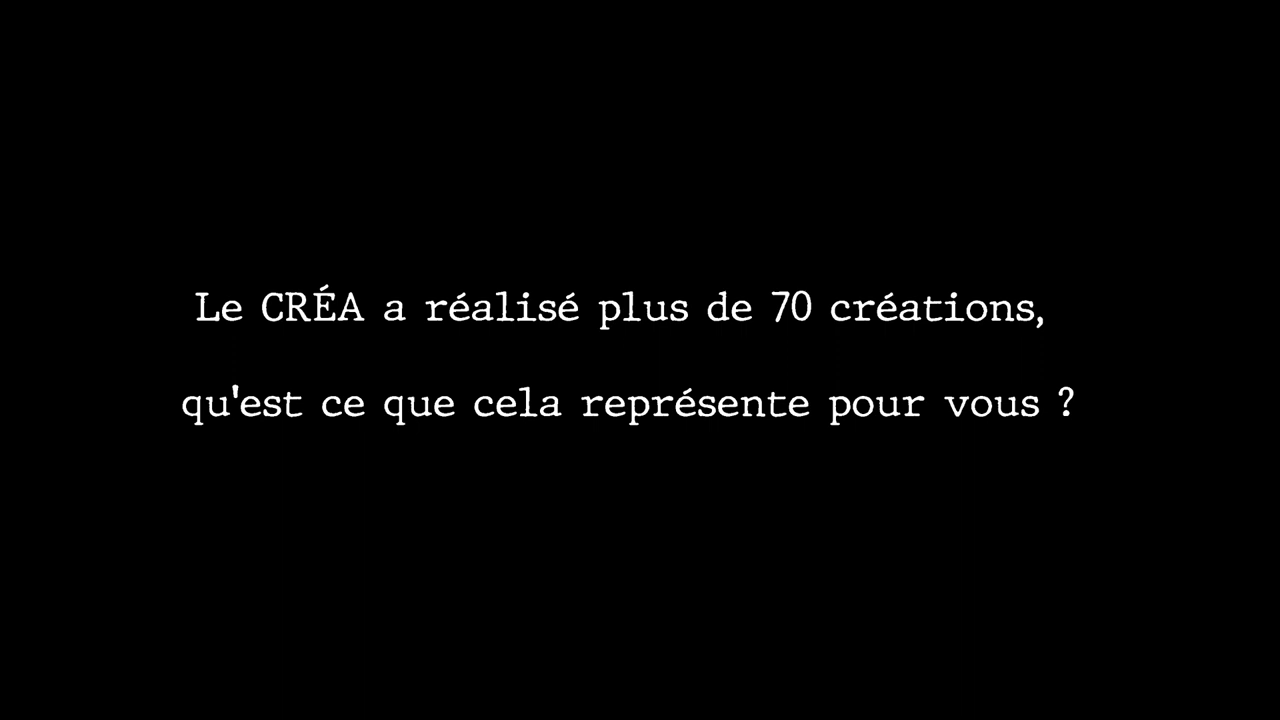 Le CRÉA a réalisé plus de 70 créations,
qu'est ce que cela représente pour vous ?